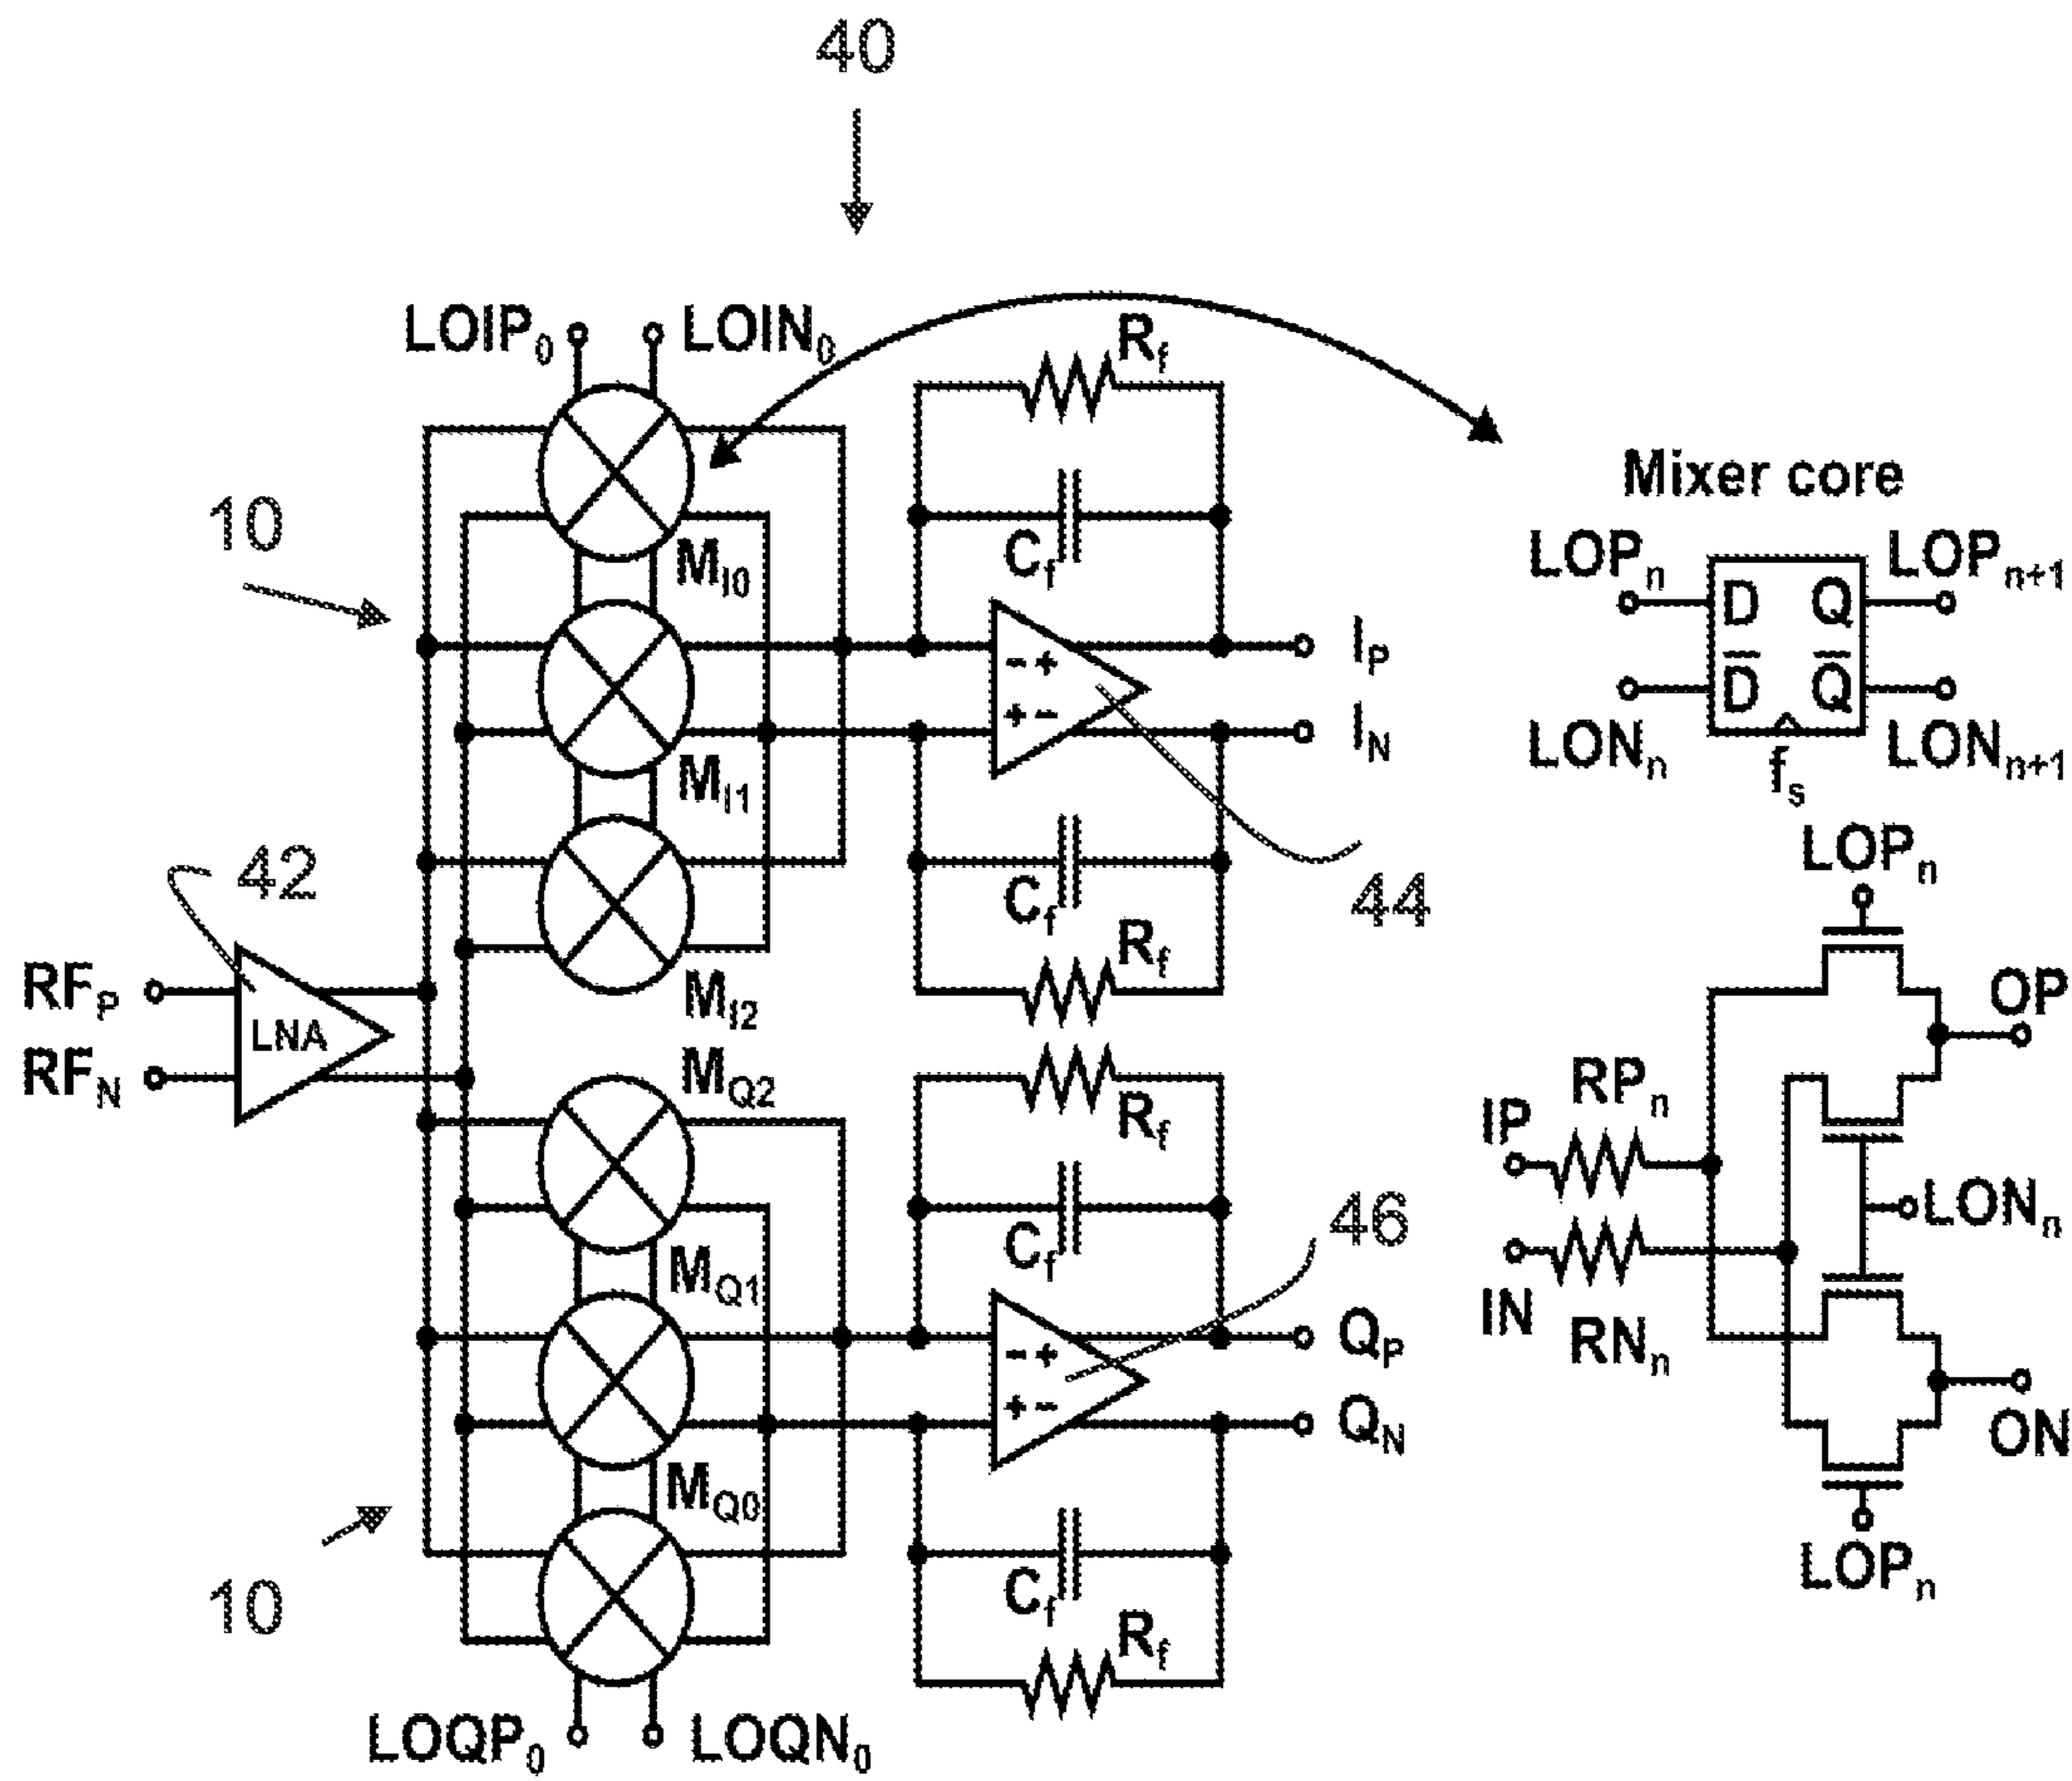 40
LOIP0 LOIN0
Rf
Cf
10
MI0
MI1
MI2
- +
+ -
IP
IN
44
Cf
Rf
42
RFP
RFN
LNA
MQ2
MQ1
MQ0
Rf
Cf
46
- +
+ -
QP
QN
Cf
Rf
10
LOQP0 LOQN0
Mixer core
LOPn D Q LOPn+1
LONn D̅ Q̅ LONn+1
fs
LOPn
OP
RPn
IP
LONn
IN
RNn
ON
LOPn